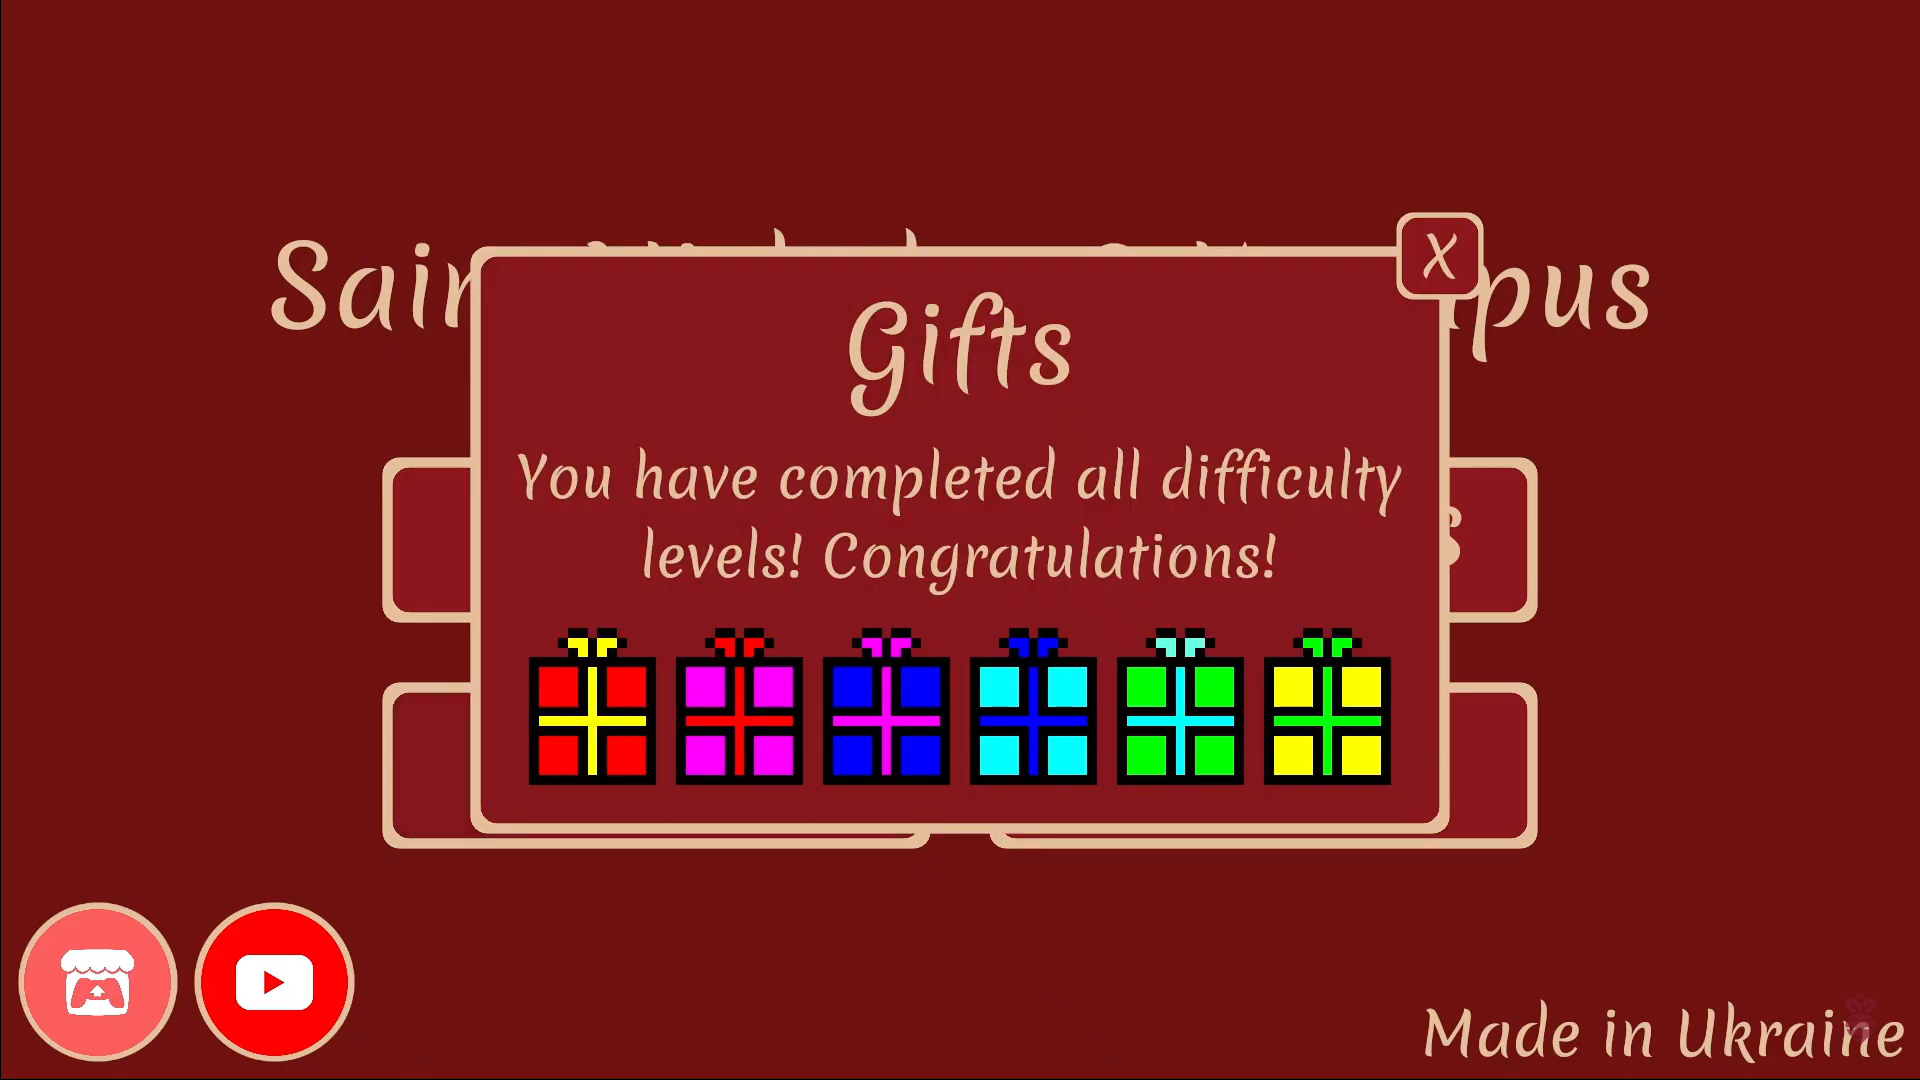 X
Gifts
You have completed all difficulty
levels! Congratulations!
Made in Ukraine